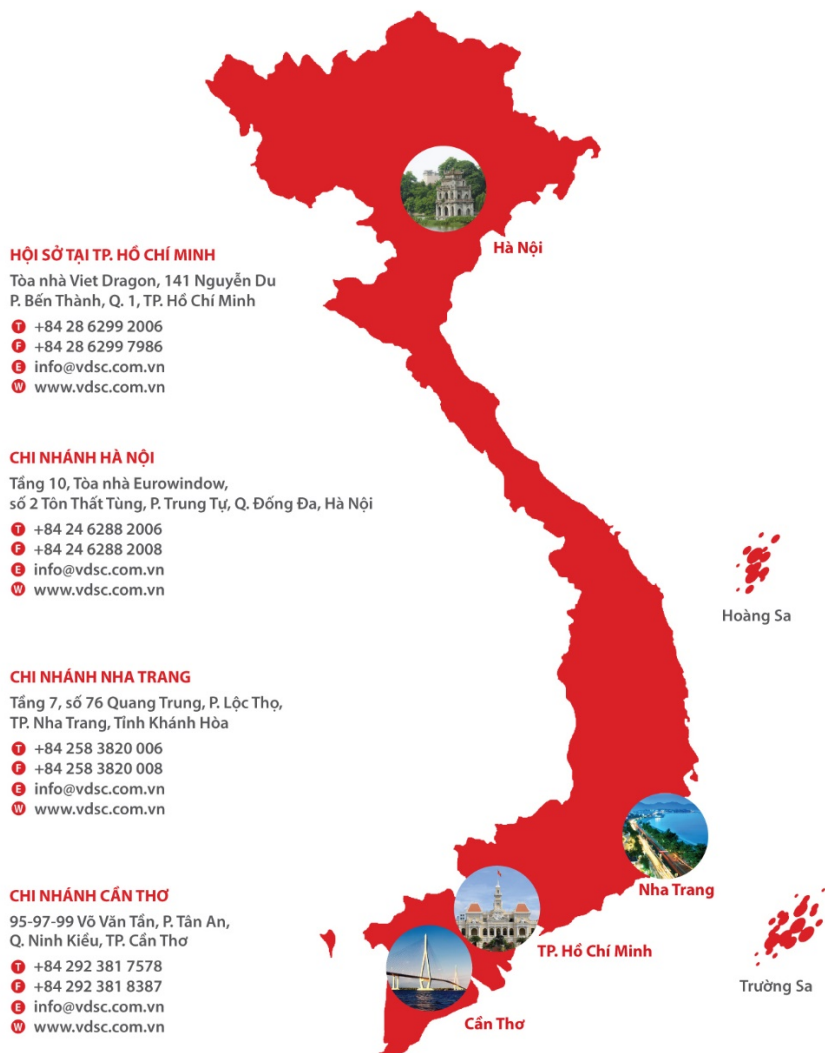 HỘI SỞ TẠI TP. HỒ CHÍ MINH
Tòa nhà Viet Dragon, 141 Nguyễn Du
P. Bến Thành, Q. 1, TP. Hồ Chí Minh
T +84 28 6299 2006
F +84 28 6299 7986
E info@vdsc.com.vn
W www.vdsc.com.vn
CHI NHÁNH HÀ NỘI
Tầng 10, Tòa nhà Eurowindow,
số 2 Tôn Thất Tùng, P. Trung Tự, Q. Đống Đa, Hà Nội
T +84 24 6288 2006
F +84 24 6288 2008
E info@vdsc.com.vn
W www.vdsc.com.vn
CHI NHÁNH NHA TRANG
Tầng 7, số 76 Quang Trung, P. Lộc Thọ,
TP. Nha Trang, Tỉnh Khánh Hòa
T +84 258 3820 006
F +84 258 3820 008
E info@vdsc.com.vn
W www.vdsc.com.vn
CHI NHÁNH CẦN THƠ
95-97-99 Võ Văn Tần, P. Tân An,
Q. Ninh Kiều, TP. Cần Thơ
T +84 292 381 7578
F +84 292 381 8387
E info@vdsc.com.vn
W www.vdsc.com.vn
Hà Nội
Hoàng Sa
Nha Trang
TP. Hồ Chí Minh
Trường Sa
Cần Thơ